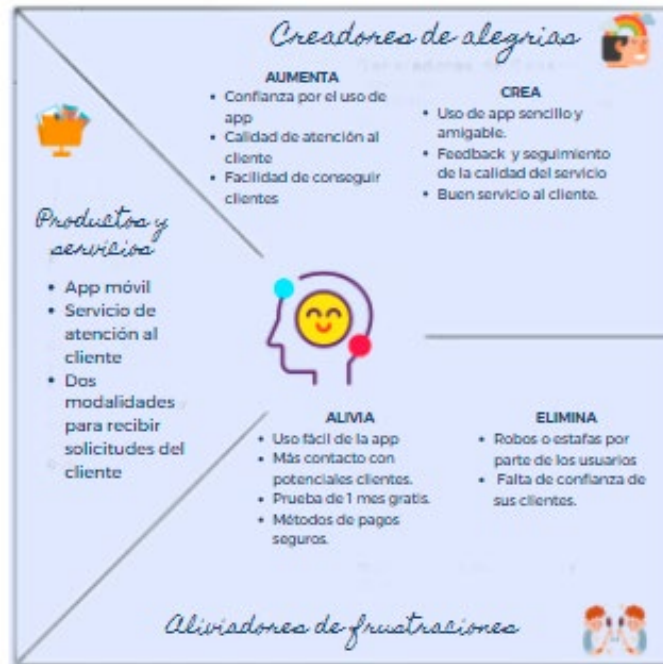 Creadores de alegrias
AUMENTA
• Confianza por el uso de
app
• Calidad de atención al
cliente
• Facilidad de conseguir
clientes
CREA
• Uso de app sencillo y
amigable.
• Feedback y seguimiento
de la calidad del servicio
• Buen servicio al cliente.
Productos y
servicios
• App móvil
• Servicio de
atención al
cliente
• Dos
modalidades
para recibir
solicitudes del
cliente
ALIVIA
• Uso fácil de la app
• Más contacto con
potenciales clientes.
• Prueba de 1 mes gratis.
• Métodos de pagos
seguros.
ELIMINA
• Robos o estafas por
parte de los usuarios
• Falta de confianza de
sus clientes.
Aliviadores de frustraciones